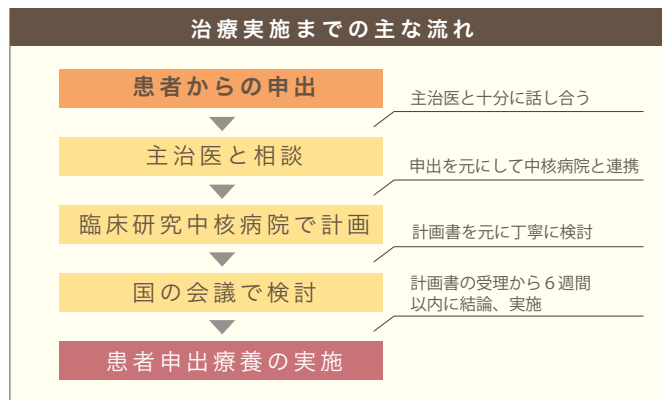 治療実施までの主な流れ
患者からの申出
主治医と十分に話し合う
主治医と相談
申出を元にして中核病院と連携
臨床研究中核病院で計画
計画書を元に丁寧に検討
国の会議で検討
計画書の受理から６週間
以内に結論、実施
患者申出療養の実施